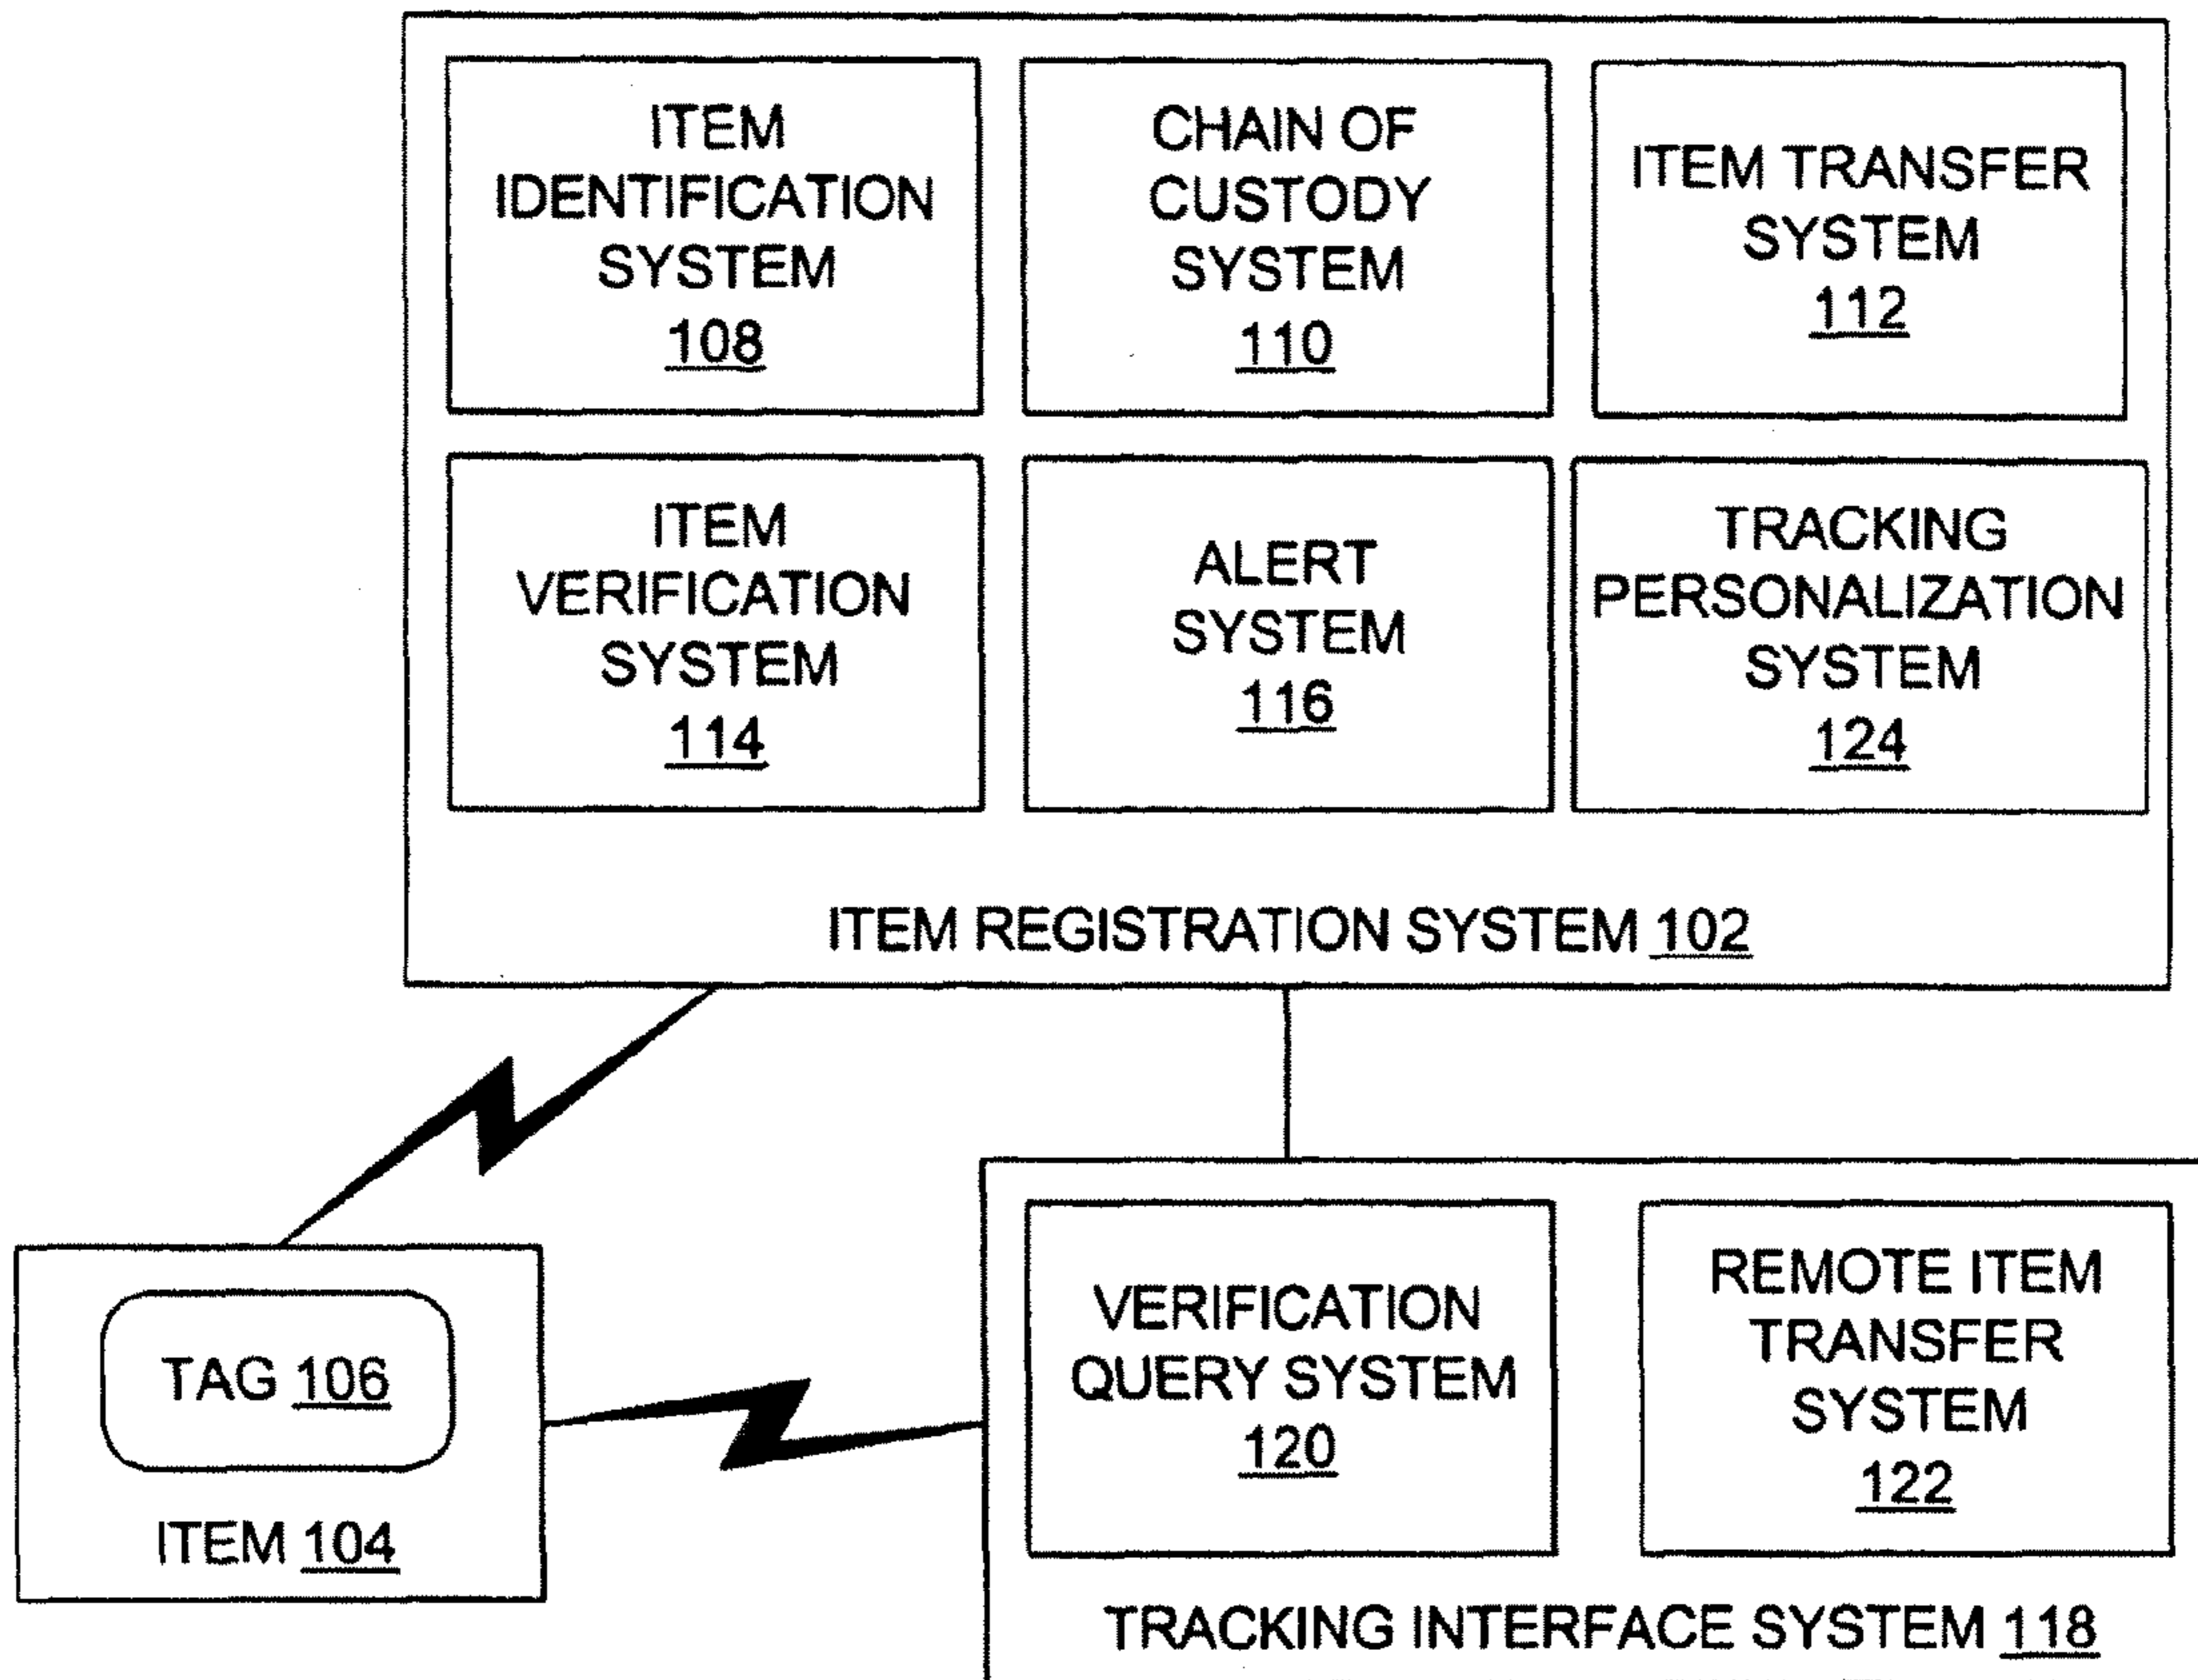 ITEM
IDENTIFICATION
SYSTEM
108
CHAIN OF
CUSTODY
SYSTEM
110
ITEM TRANSFER
SYSTEM
112
ITEM
VERIFICATION
SYSTEM
114
ALERT
SYSTEM
116
TRACKING
PERSONALIZATION
SYSTEM
124
ITEM REGISTRATION SYSTEM 102
TAG 106
ITEM 104
VERIFICATION
QUERY SYSTEM
120
REMOTE ITEM
TRANSFER
SYSTEM
122
TRACKING INTERFACE SYSTEM 118